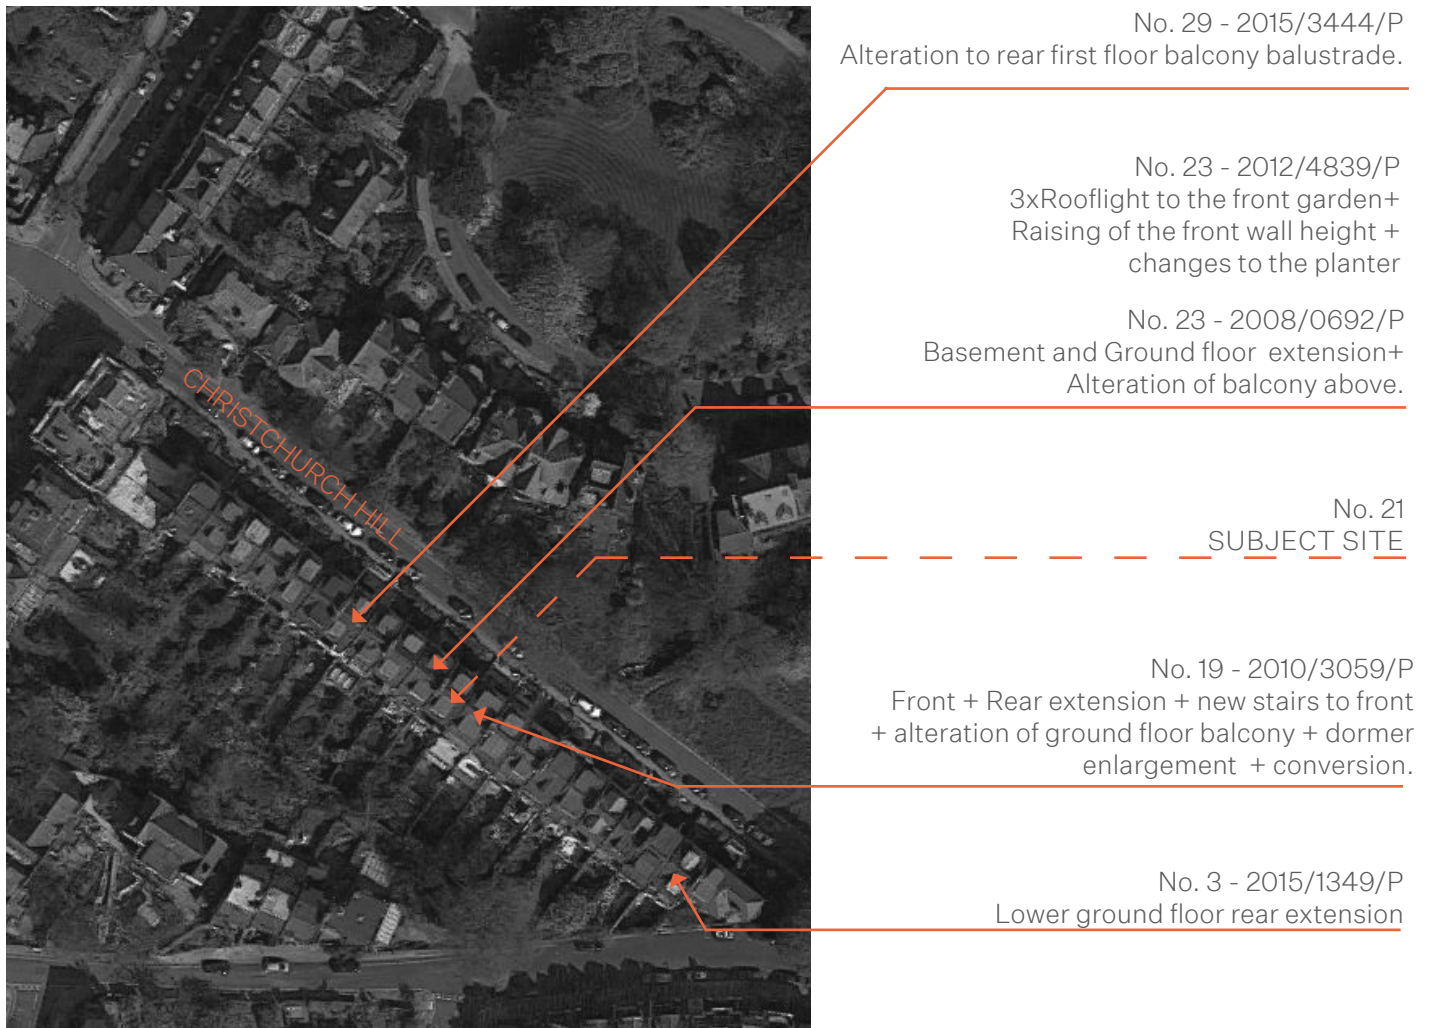 No. 29 - 2015/3444/P
Alteration to rear first floor balcony balustrade.
No. 23 - 2012/4839/P
3xRooflight to the front garden+
Raising of the front wall height +
changes to the planter
No. 23 - 2008/0692/P
Basement and Ground floor extension+
Alteration of balcony above.
CHRISTCHURCH HILL
No. 21
SUBJECT SITE
No. 19 - 2010/3059/P
Front + Rear extension + new stairs to front
+ alteration of ground floor balcony + dormer
enlargement + conversion.
No. 3 - 2015/1349/P
Lower ground floor rear extension